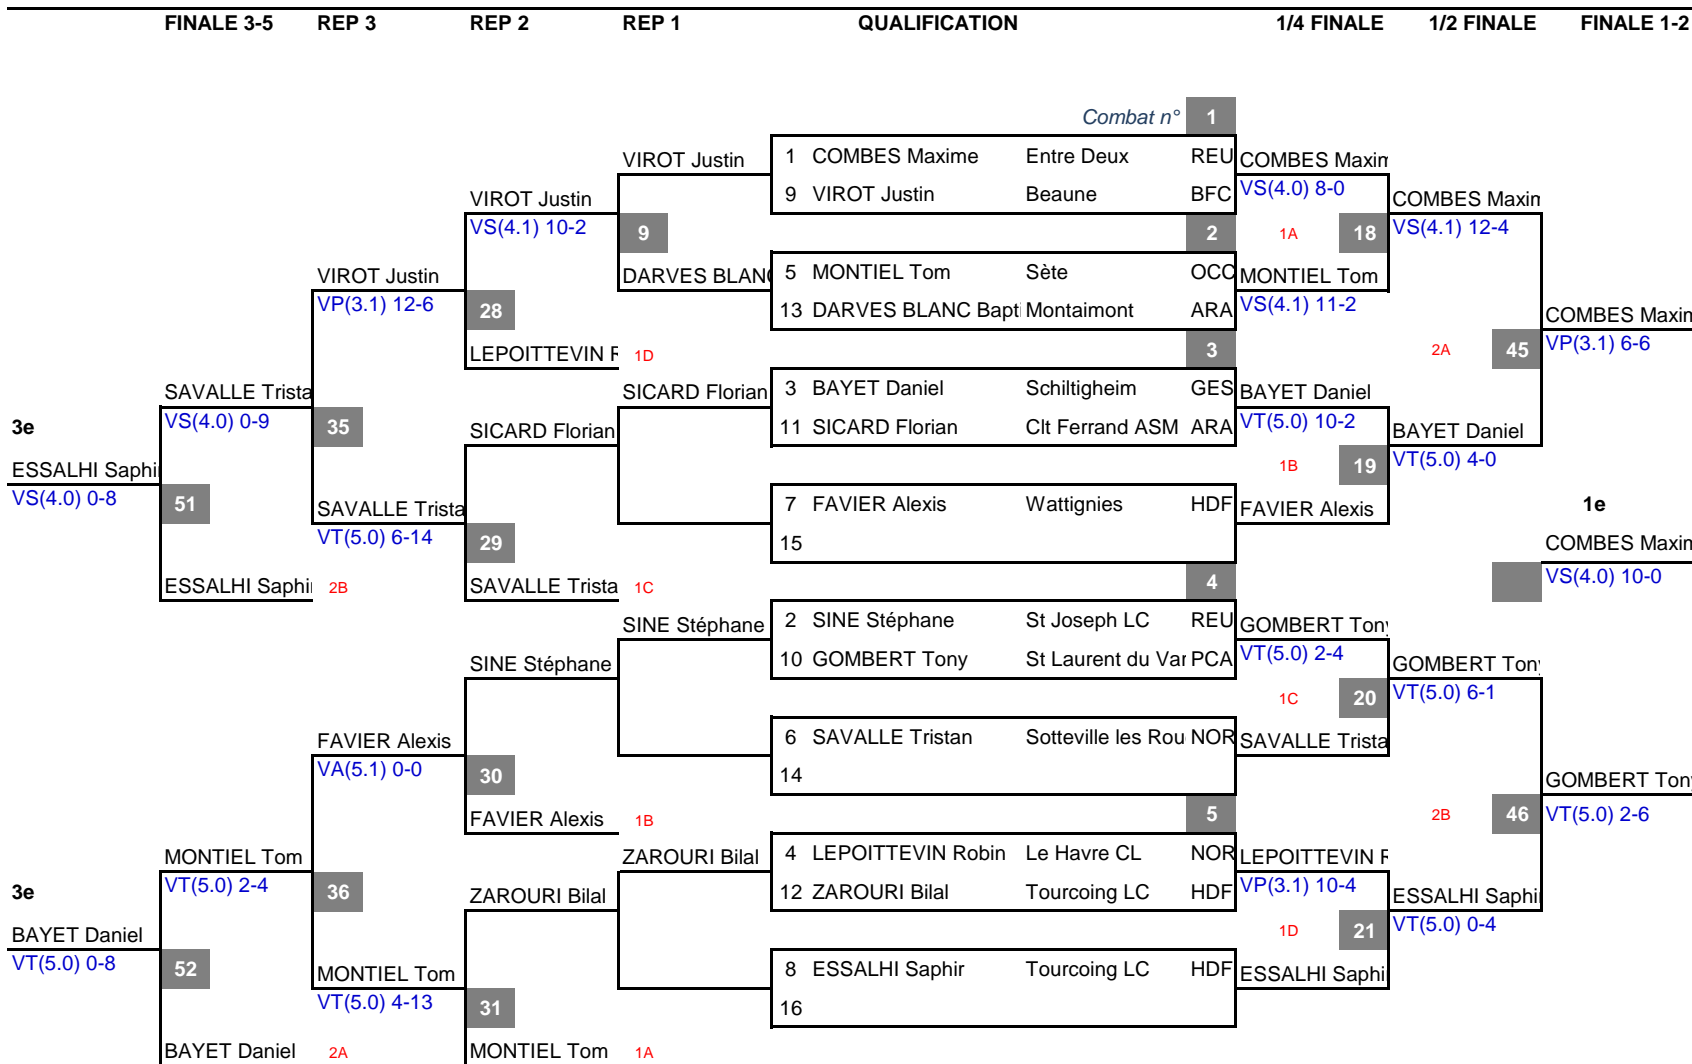 FINALE 3-5 REP 3 REP 2 REP 1 QUALIFICATION 1/4 FINALE 1/2 FINALE FINALE 1-2
Combat n° 1
VIROT Justin 1 COMBES Maxime Entre Deux REU COMBES Maxim
VIROT Justin 9 VIROT Justin Beaune BFC VS(4.0) 8-0 COMBES Maxim
VS(4.1) 10-2 9 2 1A 18 VS(4.1) 12-4
VIROT Justin DARVES BLANC 5 MONTIEL Tom Sète OCC MONTIEL Tom
VP(3.1) 12-6 28 13 DARVES BLANC Bapti Montaimont ARA VS(4.1) 11-2 COMBES Maxim
LEPOITTEVIN R 1D 3 2A 45 VP(3.1) 6-6
SAVALLE Trista SICARD Florian 3 BAYET Daniel Schiltigheim GES BAYET Daniel
3e VS(4.0) 0-9 35 SICARD Florian 11 SICARD Florian Clt Ferrand ASM ARA VT(5.0) 10-2 BAYET Daniel
ESSALHI Saphir 1B 19 VT(5.0) 4-0
VS(4.0) 0-8 51 SAVALLE Trista 7 FAVIER Alexis Wattignies HDF FAVIER Alexis 1e
VT(5.0) 6-14 29 15 COMBES Maxim
ESSALHI Saphir 2B SAVALLE Trista 1C 4 VS(4.0) 10-0
SINE Stéphane 2 SINE Stéphane St Joseph LC REU GOMBERT Tony
SINE Stéphane 10 GOMBERT Tony St Laurent du Var PCA VT(5.0) 2-4 GOMBERT Tony
1C 20 VT(5.0) 6-1
FAVIER Alexis 6 SAVALLE Tristan Sotteville les Rou NOR SAVALLE Trista
VA(5.1) 0-0 30 14 GOMBERT Tony
FAVIER Alexis 1B 5 2B 46 VT(5.0) 2-6
MONTIEL Tom ZAROURI Bilal 4 LEPOITTEVIN Robin Le Havre CL NOR LEPOITTEVIN R
3e VT(5.0) 2-4 36 ZAROURI Bilal 12 ZAROURI Bilal Tourcoing LC HDF VP(3.1) 10-4 ESSALHI Saphir
BAYET Daniel 1D 21 VT(5.0) 0-4
VT(5.0) 0-8 52 MONTIEL Tom 8 ESSALHI Saphir Tourcoing LC HDF ESSALHI Saphir
VT(5.0) 4-13 31 16
BAYET Daniel 2A MONTIEL Tom 1A